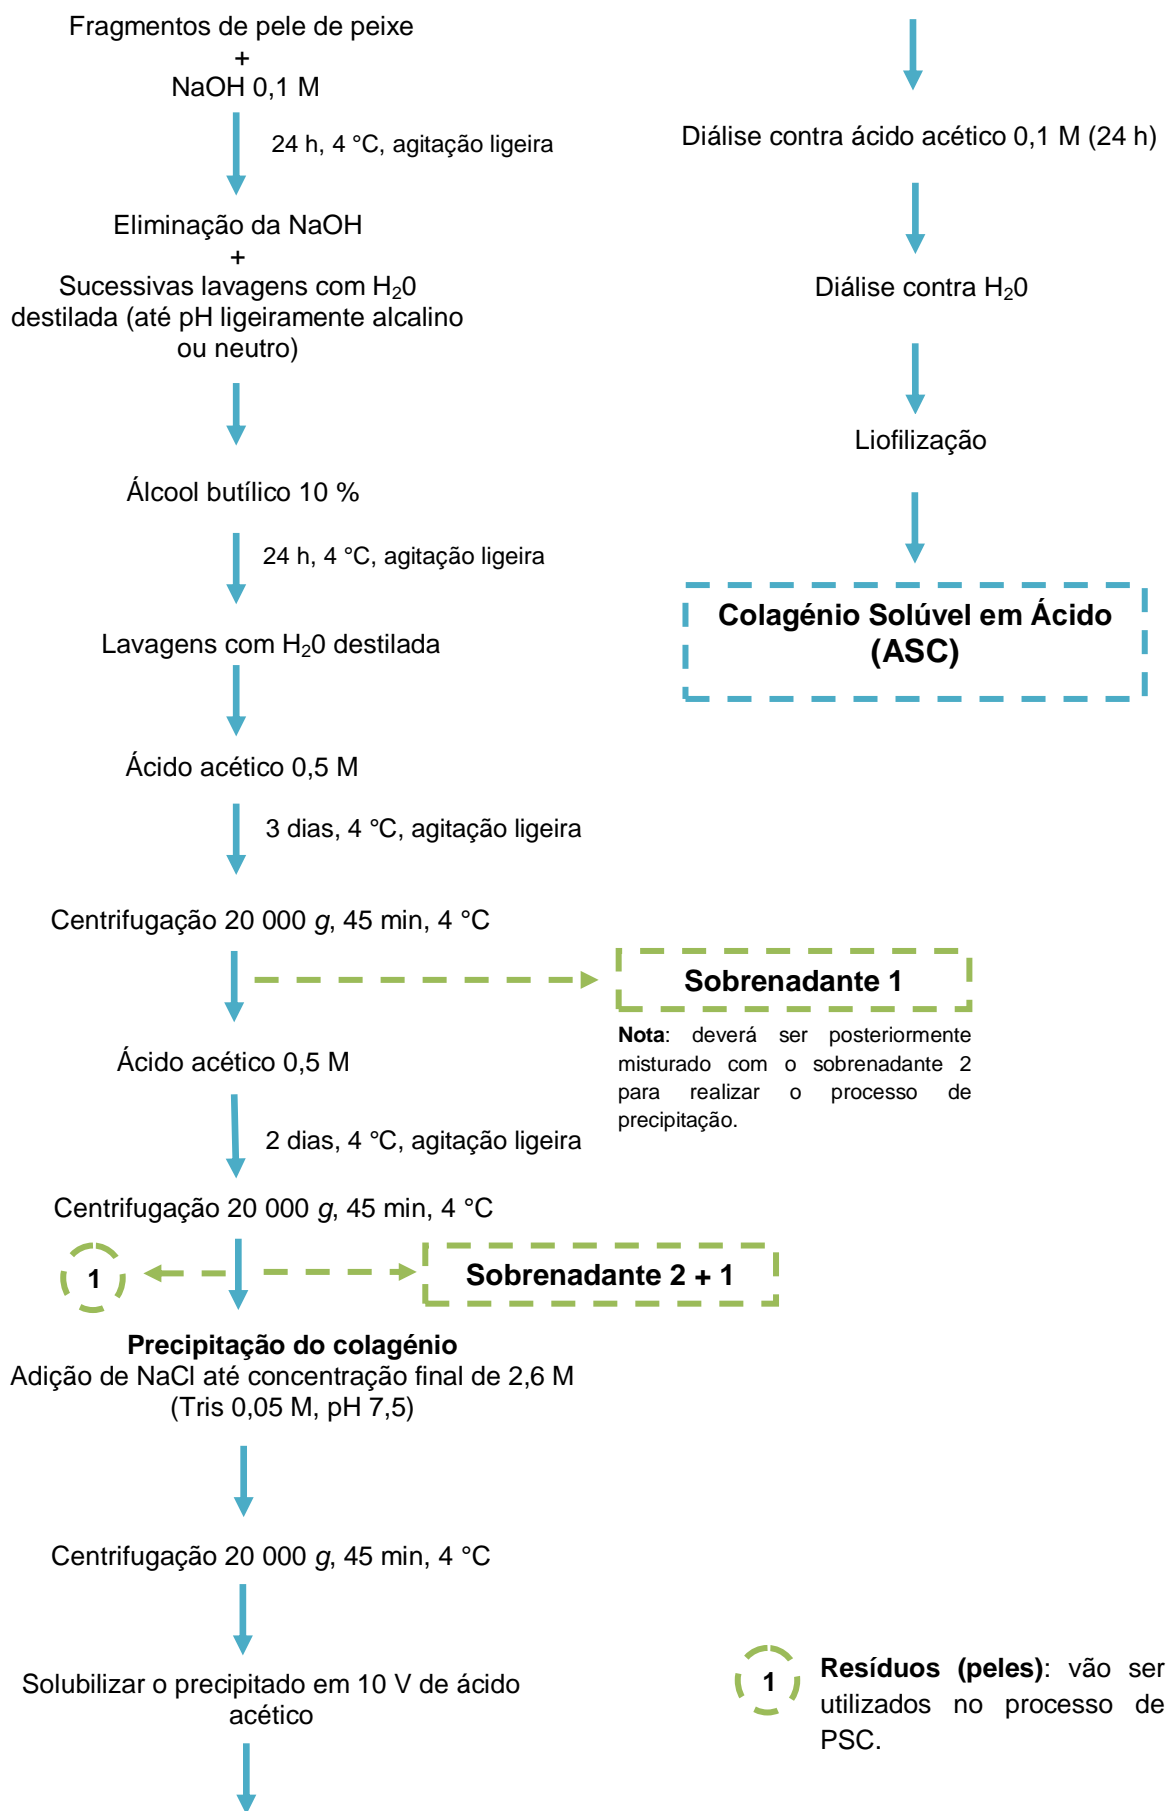 Fragmentos de pele de peixe
+
NaOH 0,1 M
24 h, 4 °C, agitação ligeira
Eliminação da NaOH
+
Sucessivas lavagens com H₂0
destilada (até pH ligeiramente alcalino
ou neutro)
Álcool butílico 10 %
24 h, 4 °C, agitação ligeira
Lavagens com H₂0 destilada
Ácido acético 0,5 M
3 dias, 4 °C, agitação ligeira
Centrifugação 20 000 g, 45 min, 4 °C
Sobrenadante 1
Nota: deverá ser posteriormente
misturado com o sobrenadante 2
para realizar o processo de
precipitação.
Ácido acético 0,5 M
2 dias, 4 °C, agitação ligeira
Centrifugação 20 000 g, 45 min, 4 °C
1
Sobrenadante 2 + 1
Precipitação do colagénio
Adição de NaCl até concentração final de 2,6 M
(Tris 0,05 M, pH 7,5)
Centrifugação 20 000 g, 45 min, 4 °C
Solubilizar o precipitado em 10 V de ácido
acético
Diálise contra ácido acético 0,1 M (24 h)
Diálise contra H₂0
Liofilização
Colagénio Solúvel em Ácido
(ASC)
1
Resíduos (peles): vão ser
utilizados no processo de
PSC.